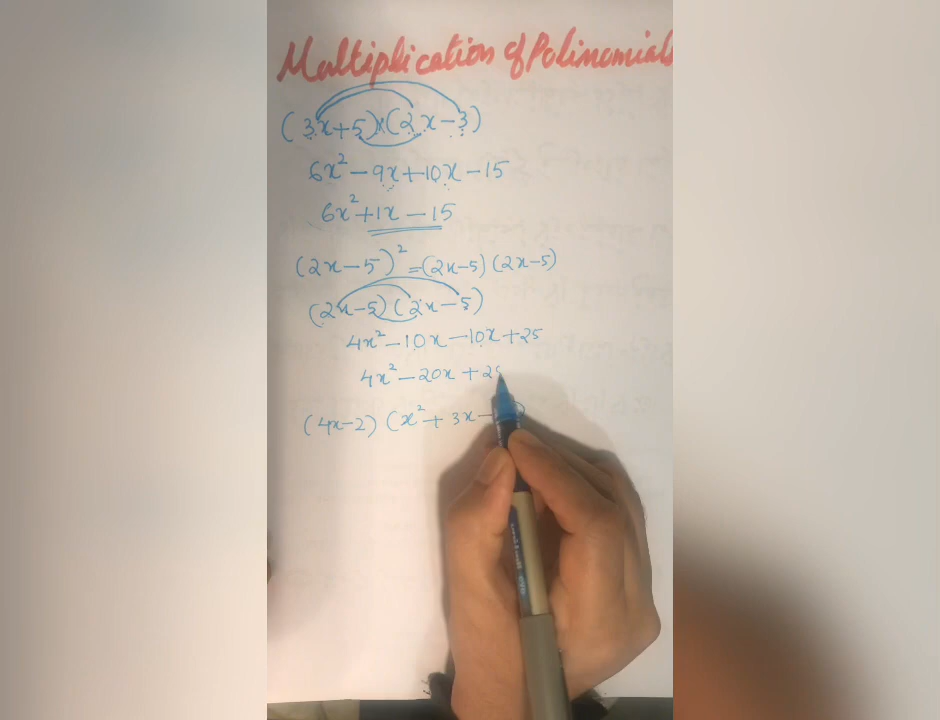 Multiplication of Polinomials
(3x+5)×(2x-3)
6x²-9x+10x-15
6x²+1x-15
(2x-5)²=(2x-5)(2x-5)
(2x-5)(2x-5)
4x²-10x-10x+25
4x²-20x+2
(4x-2)(x²+3x-